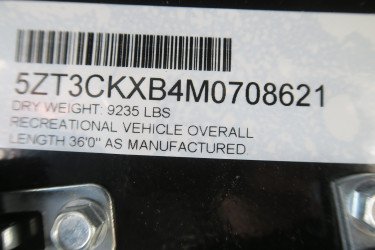 5ZT3CKXB4M0708621
DRY WEIGHT: 9235 LBS
RECREATIONAL VEHICLE OVERALL
LENGTH 36'0" AS MANUFACTURED